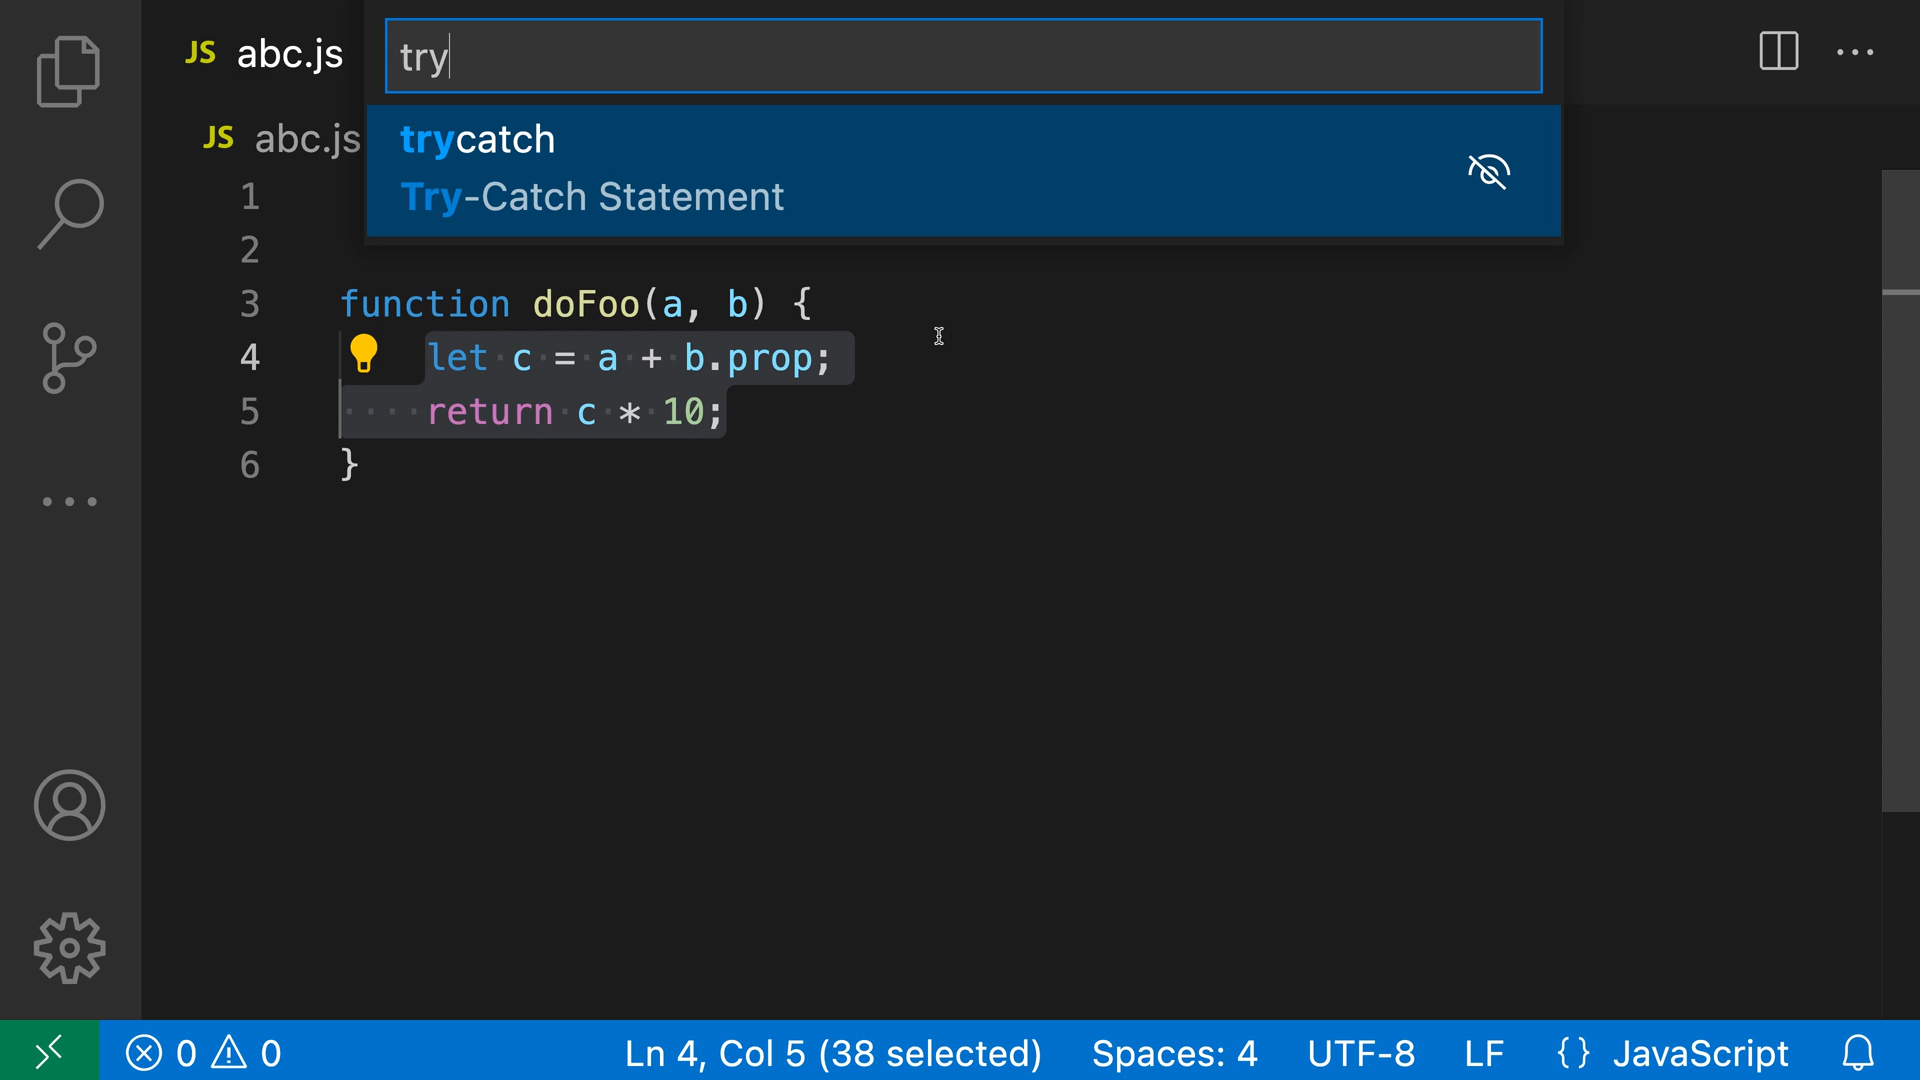 JS abc.js
try
trycatch
JS abc.js
Try-Catch Statement
1
2
3 function doFoo(a, b) {
4 let c = a + b.prop;
5 return c * 10;
6 }
0 0 Ln 4, Col 5 (38 selected) Spaces: 4 UTF-8 LF {} JavaScript